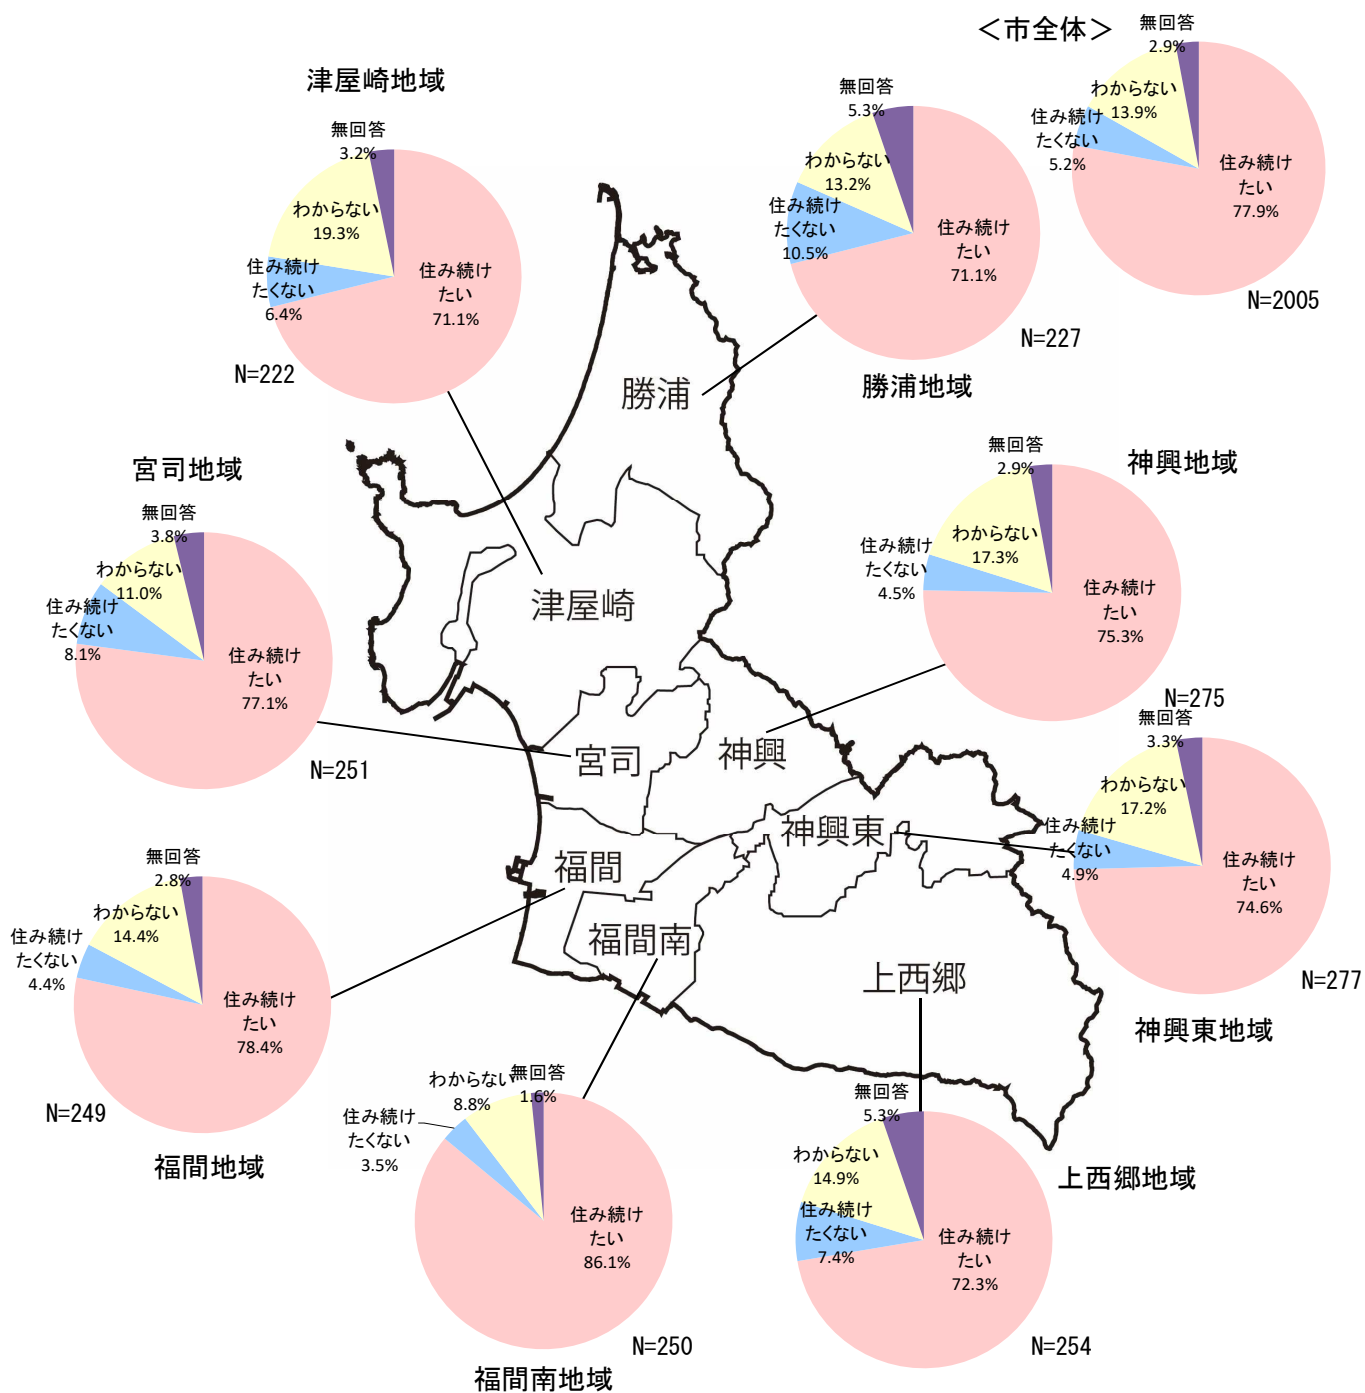 ＜市全体＞
無回答
2.9%
わからない
13.9%
住み続け
たくない
5.2%
住み続け
たい
77.9%
N=2005
津屋崎地域
無回答
3.2%
わからない
19.3%
住み続け
たくない
6.4%
住み続け
たい
71.1%
N=222
無回答
5.3%
わからない
13.2%
住み続け
たくない
10.5%
住み続け
たい
71.1%
N=227
勝浦地域
宮司地域
無回答
3.8%
わからない
11.0%
住み続け
たくない
8.1%
住み続け
たい
77.1%
N=251
神興地域
無回答
2.9%
わからない
17.3%
住み続け
たくない
4.5%
住み続け
たい
75.3%
N=275
無回答
3.3%
わからない
17.2%
住み続け
たくない
4.9%
住み続け
たい
74.6%
N=277
神興東地域
無回答
2.8%
わからない
14.4%
住み続け
たくない
4.4%
住み続け
たい
78.4%
N=249
福間地域
無回答
1.6%
わからない
8.8%
住み続け
たくない
3.5%
住み続け
たい
86.1%
N=250
福間南地域
無回答
5.3%
わからない
14.9%
住み続け
たくない
7.4%
住み続け
たい
72.3%
N=254
上西郷地域
勝浦
津屋崎
宮司
神興
神興東
福間
福間南
上西郷